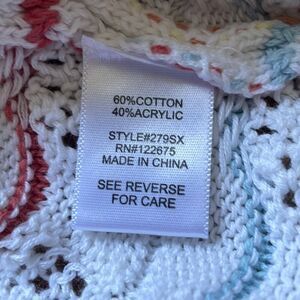 60%COTTON
40%ACRYLIC
STYLE#279SX
RN#122675
MADE IN CHINA
SEE REVERSE
FOR CARE